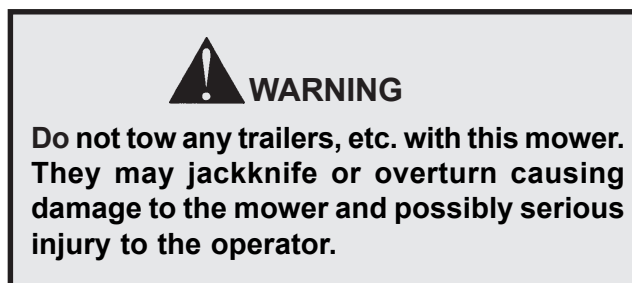 WARNING
Do not tow any trailers, etc. with this mower.
They may jackknife or overturn causing
damage to the mower and possibly serious
injury to the operator.